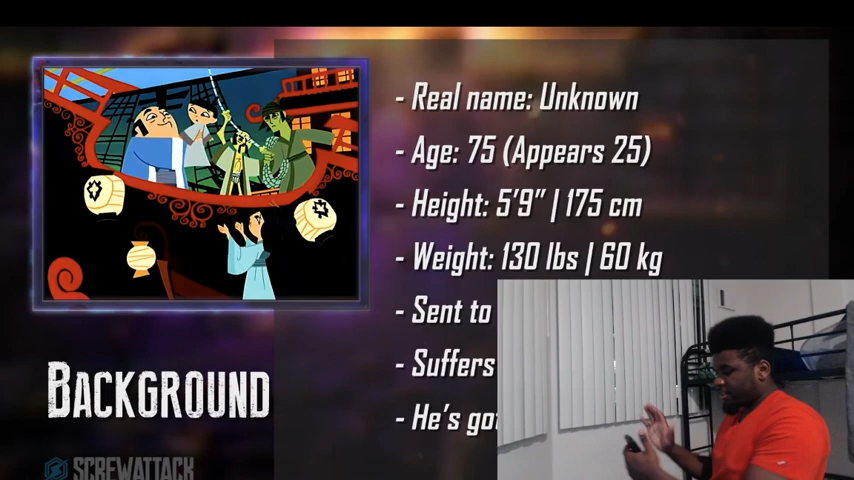 - Real name: Unknown
- Age: 75 (Appears 25)
- Height: 5'9" | 175 cm
- Weight: 130 lbs | 60 kg
- Sent to
- Suffers
- He's got
BACKGROUND
SCREWATTACK